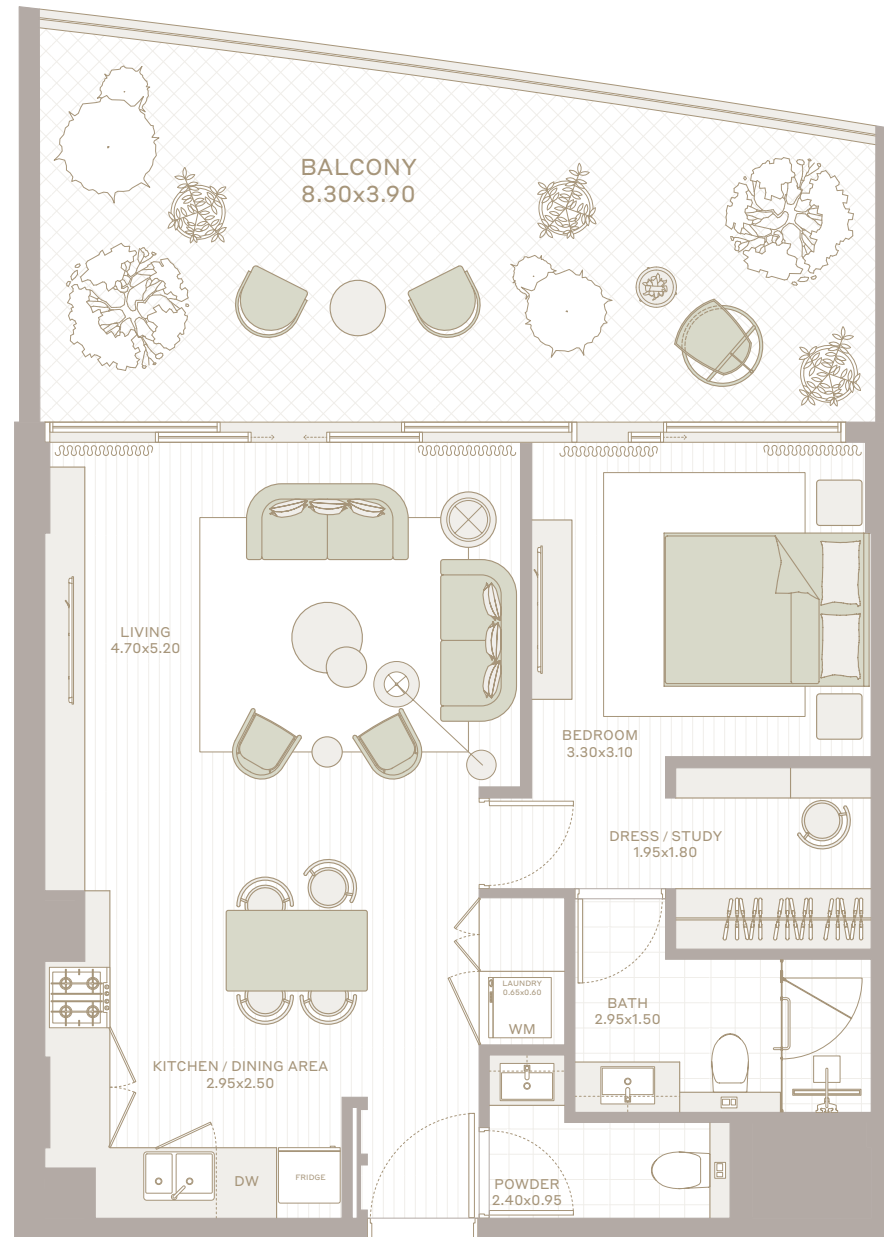 BALCONY
8.30x3.90
LIVING
4.70x5.20
BEDROOM
3.30x3.10
DRESS / STUDY
1.95x1.80
LAUNDRY
0.65x0.60
WM
BATH
2.95x1.50
KITCHEN / DINING AREA
2.95x2.50
DW
FRIDGE
POWDER
2.40x0.95